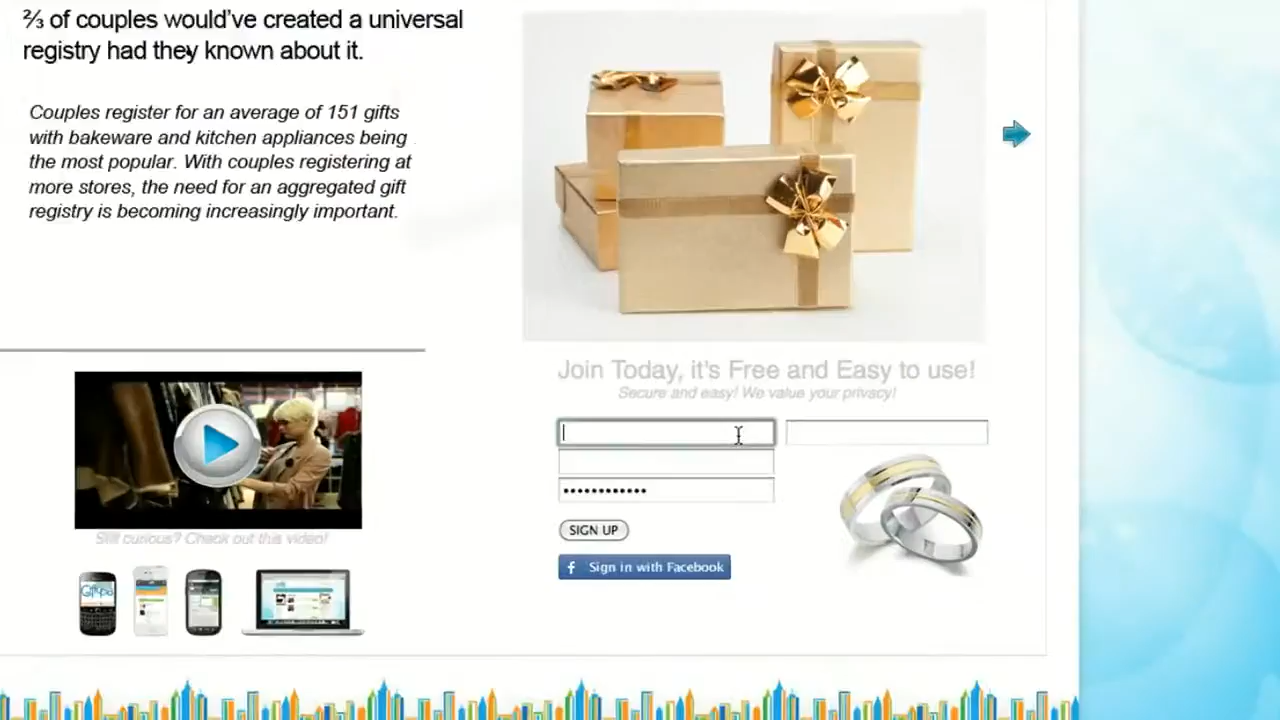 ⅔ of couples would've created a universal
registry had they known about it.
Couples register for an average of 151 gifts
with bakeware and kitchen appliances being
the most popular. With couples registering at
more stores, the need for an aggregated gift
registry is becoming increasingly important.
Join Today, it's Free and Easy to use!
Secure and easy! We value your privacy!
SIGN UP
f Sign in with Facebook
Still curious? Check out this video!